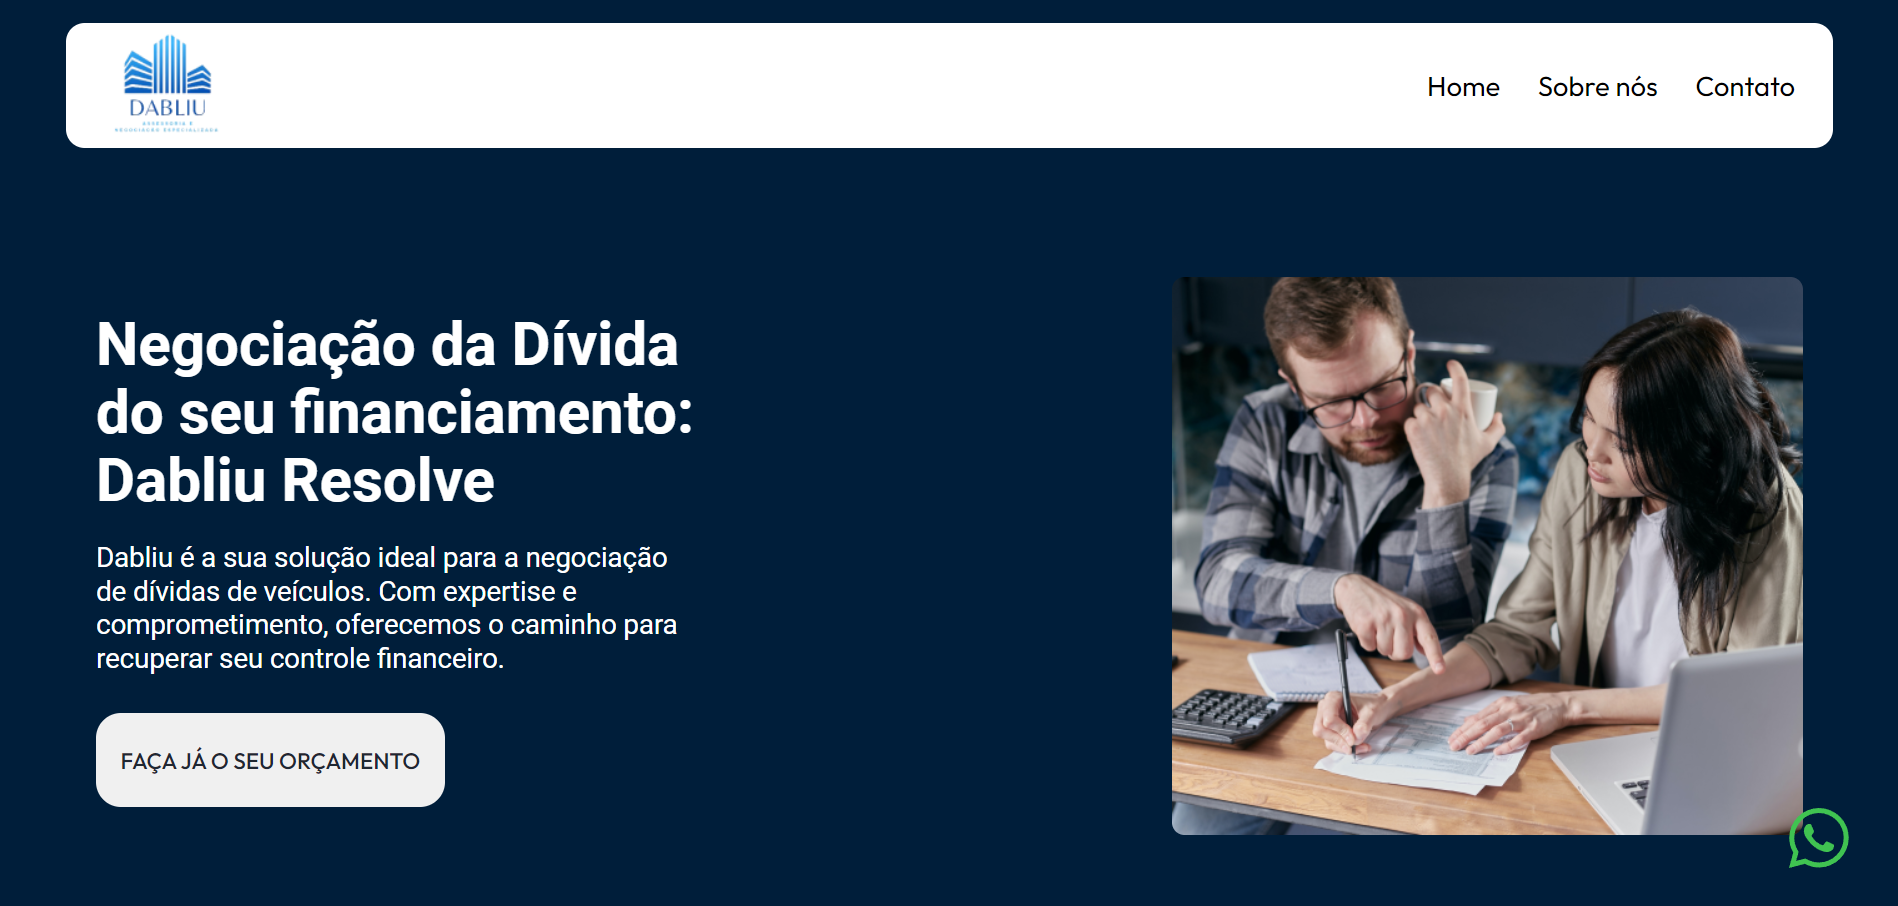 DABLIU
ASSESSORIA E
NEGOCIAÇÃO ESPECIALIZADA
Home
Sobre nós
Contato
Negociação da Dívida
do seu financiamento:
Dabliu Resolve
Dabliu é a sua solução ideal para a negociação
de dívidas de veículos. Com expertise e
comprometimento, oferecemos o caminho para
recuperar seu controle financeiro.
FAÇA JÁ O SEU ORÇAMENTO